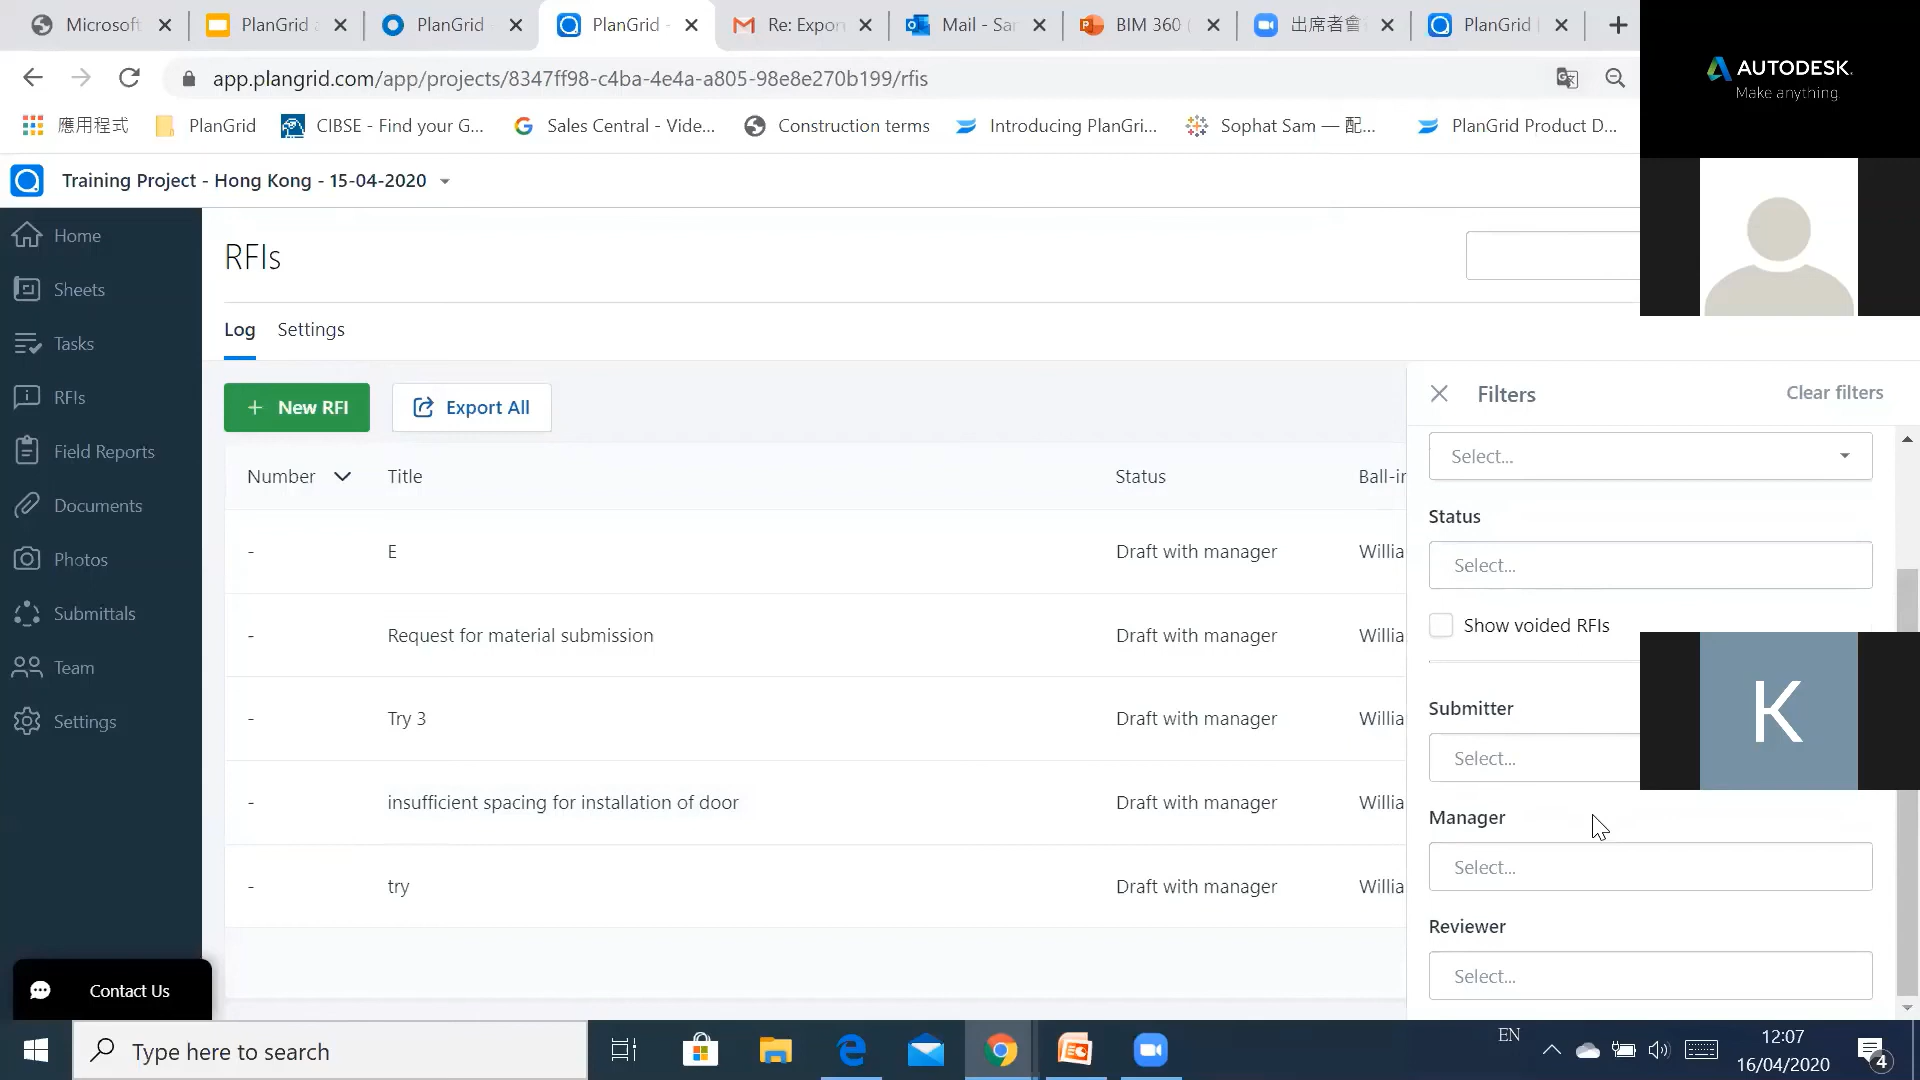 Microsof
PlanGrid a
PlanGrid
PlanGrid -
Re: Expor
Mail - Sa
BIM 360 (
出席者會
PlanGrid
app.plangrid.com/app/projects/8347ff98-c4ba-4e4a-a805-98e8e270b199/rfis
應用程式
PlanGrid
CIBSE - Find your G...
Sales Central - Vide...
Construction terms
Introducing PlanGri...
Sophat Sam — 配...
PlanGrid Product D...
AUTODESK.
Make anything.
Training Project - Hong Kong - 15-04-2020
Home
Sheets
Tasks
RFIs
Field Reports
Documents
Photos
Submittals
Team
Settings
Contact Us
RFIs
Log Settings
+ New RFI
Export All
Number Title Status Ball-in
- E Draft with manager Willia
- Request for material submission Draft with manager Willia
- Try 3 Draft with manager Willia
- insufficient spacing for installation of door Draft with manager Willia
- try Draft with manager Willia
Filters
Clear filters
Select...
Status
Select...
Show voided RFIs
Submitter
Select...
Manager
Select...
Reviewer
Select...
K
Type here to search
EN
12:07
16/04/2020
4